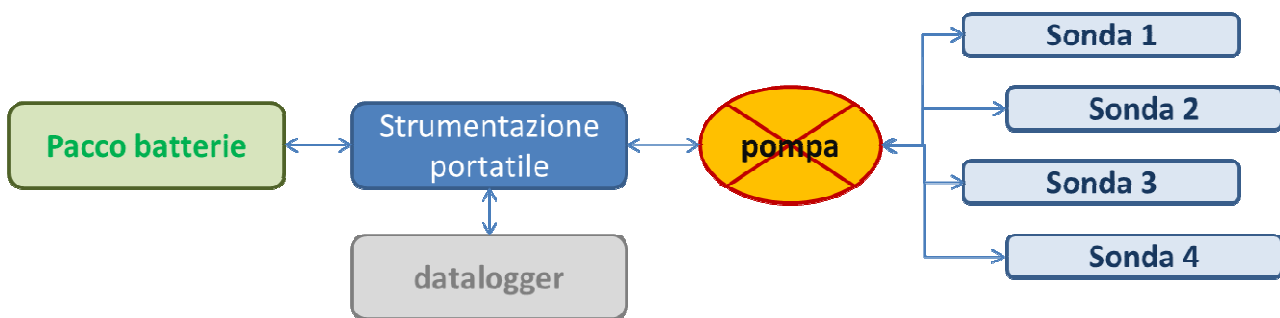 Pacco batterie
Strumentazione
portatile
datalogger
pompa
Sonda 1
Sonda 2
Sonda 3
Sonda 4